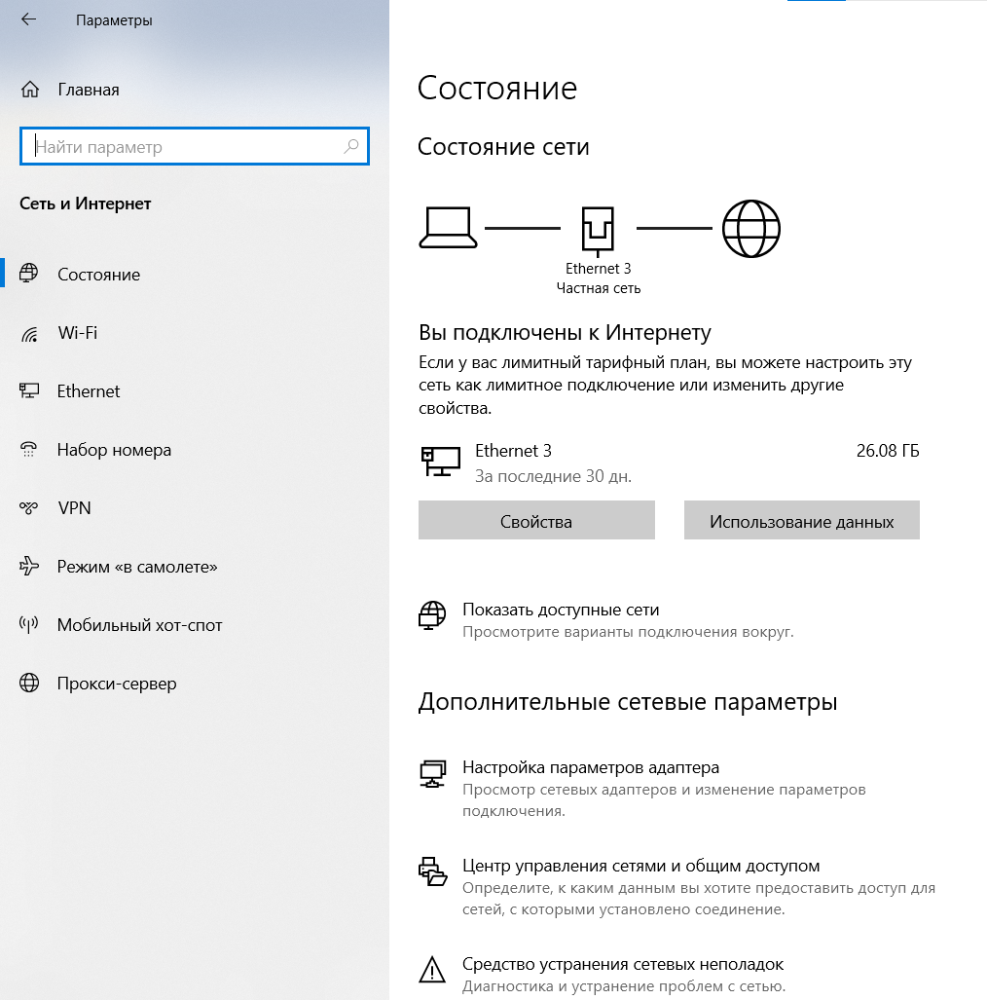 Параметры
Главная
Найти параметр
Сеть и Интернет
Состояние
Wi-Fi
Ethernet
Набор номера
VPN
Режим «в самолете»
Мобильный хот-спот
Прокси-сервер
Состояние
Состояние сети
Ethernet 3
Частная сеть
Вы подключены к Интернету
Если у вас лимитный тарифный план, вы можете настроить эту
сеть как лимитное подключение или изменить другие
свойства.
Ethernet 3
26.08 ГБ
За последние 30 дн.
Свойства
Использование данных
Показать доступные сети
Просмотрите варианты подключения вокруг.
Дополнительные сетевые параметры
Настройка параметров адаптера
Просмотр сетевых адаптеров и изменение параметров
подключения.
Центр управления сетями и общим доступом
Определите, к каким данным вы хотите предоставить доступ для
сетей, с которыми установлено соединение.
Средство устранения сетевых неполадок
Диагностика и устранение проблем с сетью.